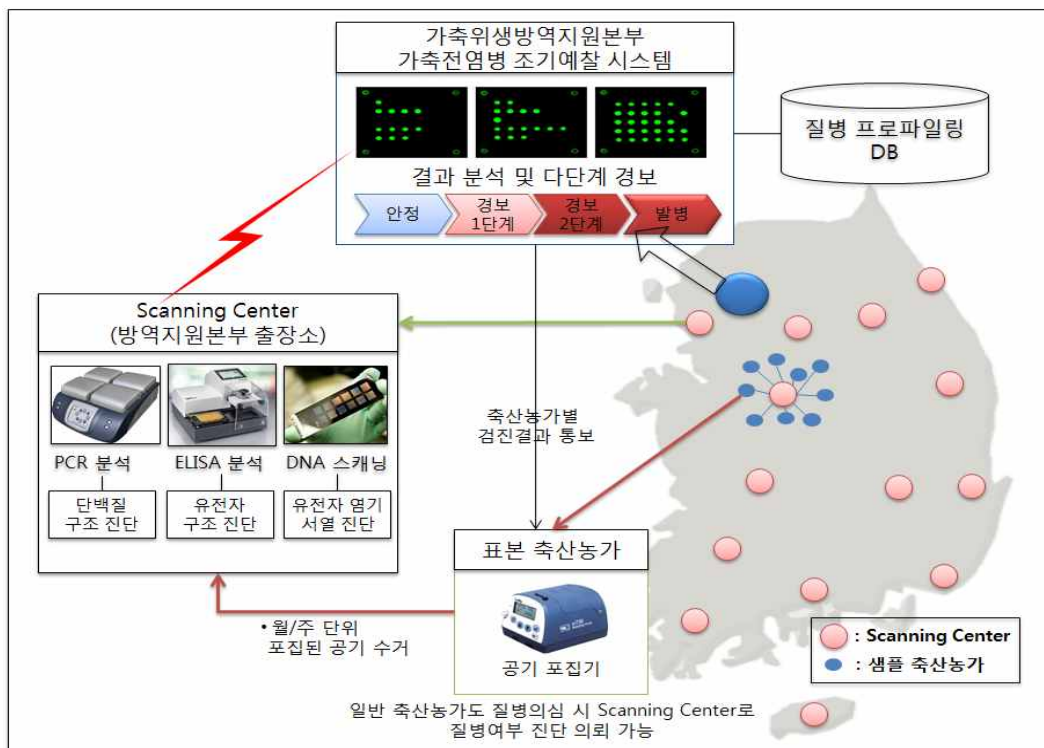 가축위생방역지원본부
가축전염병 조기예찰 시스템
결과 분석 및 다단계 경보
안정
경보
1단계
경보
2단계
발병
질병 프로파일링
DB
Scanning Center
(방역지원본부 출장소)
PCR 분석
ELISA 분석
DNA 스캐닝
단백질
구조 진단
유전자
구조 진단
유전자 염기
서열 진단
축산농가별
검진결과 통보
표본 축산농가
공기 포집기
• 월/주 단위
포집된 공기 수거
: Scanning Center
: 샘플 축산농가
일반 축산농가도 질병의심 시 Scanning Center로
질병여부 진단 의뢰 가능